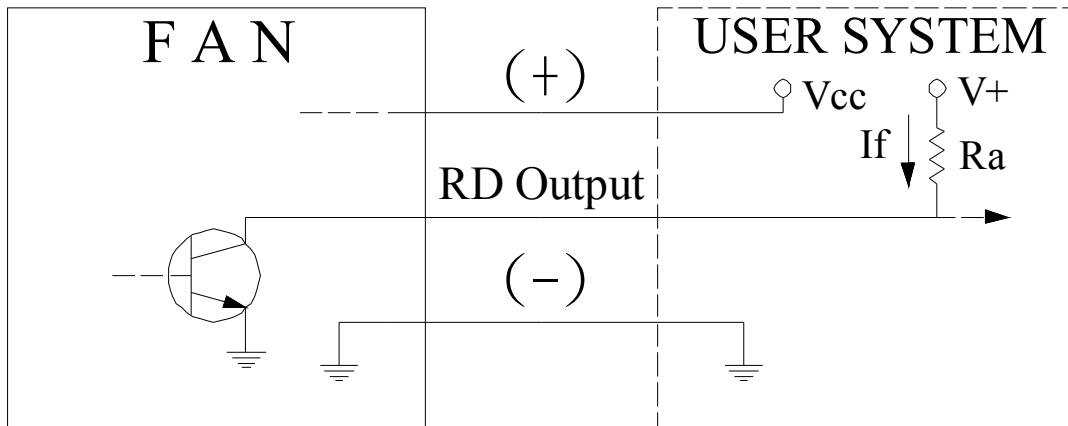 F A N
USER SYSTEM
(+)
Vcc
V+
If
Ra
RD Output
(-)